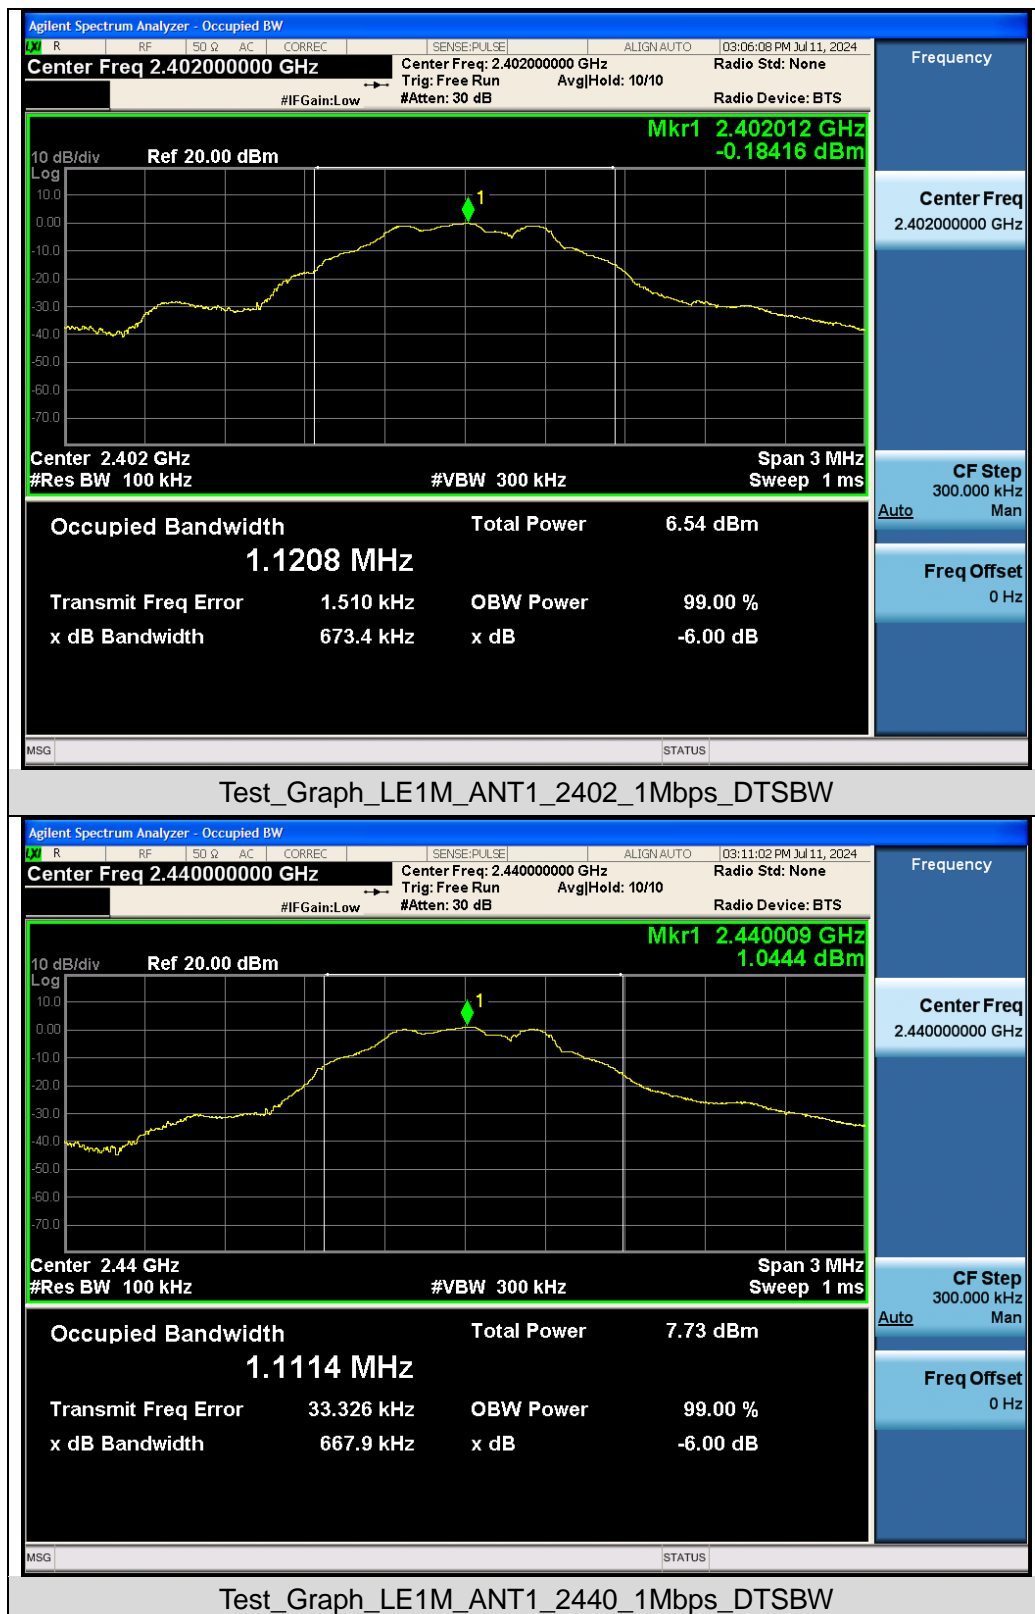 Agilent Spectrum Analyzer - Occupied BW
LXI R RF 50 Ω AC CORREC SENSE:PULSE ALIGN AUTO 03:06:08 PM Jul 11, 2024
Center Freq 2.402000000 GHz
Center Freq: 2.402000000 GHz
Radio Std: None
Trig: Free Run Avg|Hold: 10/10
#IFGain:Low #Atten: 30 dB Radio Device: BTS
Frequency
Mkr1 2.402012 GHz
-0.18416 dBm
10 dB/div Ref 20.00 dBm
Log
10.0
0.00
-10.0
-20.0
-30.0
-40.0
-50.0
-60.0
-70.0
1
Center 2.402 GHz Span 3 MHz
#Res BW 100 kHz #VBW 300 kHz Sweep 1 ms
Center Freq
2.402000000 GHz
CF Step
300.000 kHz
Auto Man
Freq Offset
0 Hz
Occupied Bandwidth Total Power 6.54 dBm
1.1208 MHz
Transmit Freq Error 1.510 kHz OBW Power 99.00 %
x dB Bandwidth 673.4 kHz x dB -6.00 dB
MSG STATUS
Test_Graph_LE1M_ANT1_2402_1Mbps_DTSBW
Agilent Spectrum Analyzer - Occupied BW
LXI R RF 50 Ω AC CORREC SENSE:PULSE ALIGN AUTO 03:11:02 PM Jul 11, 2024
Center Freq 2.440000000 GHz
Center Freq: 2.440000000 GHz
Radio Std: None
Trig: Free Run Avg|Hold: 10/10
#IFGain:Low #Atten: 30 dB Radio Device: BTS
Frequency
Mkr1 2.440009 GHz
1.0444 dBm
10 dB/div Ref 20.00 dBm
Log
10.0
0.00
-10.0
-20.0
-30.0
-40.0
-50.0
-60.0
-70.0
1
Center 2.44 GHz Span 3 MHz
#Res BW 100 kHz #VBW 300 kHz Sweep 1 ms
Center Freq
2.440000000 GHz
CF Step
300.000 kHz
Auto Man
Freq Offset
0 Hz
Occupied Bandwidth Total Power 7.73 dBm
1.1114 MHz
Transmit Freq Error 33.326 kHz OBW Power 99.00 %
x dB Bandwidth 667.9 kHz x dB -6.00 dB
MSG STATUS
Test_Graph_LE1M_ANT1_2440_1Mbps_DTSBW